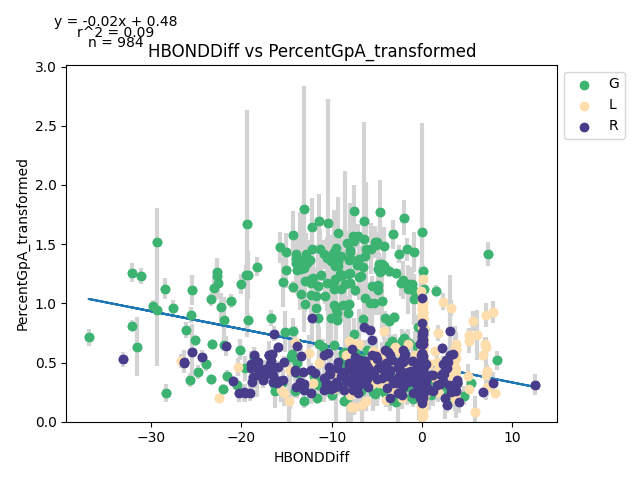 y = -0.02x + 0.48
r^2 = 0.09
n = 984
HBONDDiff vs PercentGpA_transformed
3.0
2.5
2.0
1.5
1.0
0.5
0.0
PercentGpA_transformed
−30
−20
−10
0
10
HBONDDiff
G
L
R